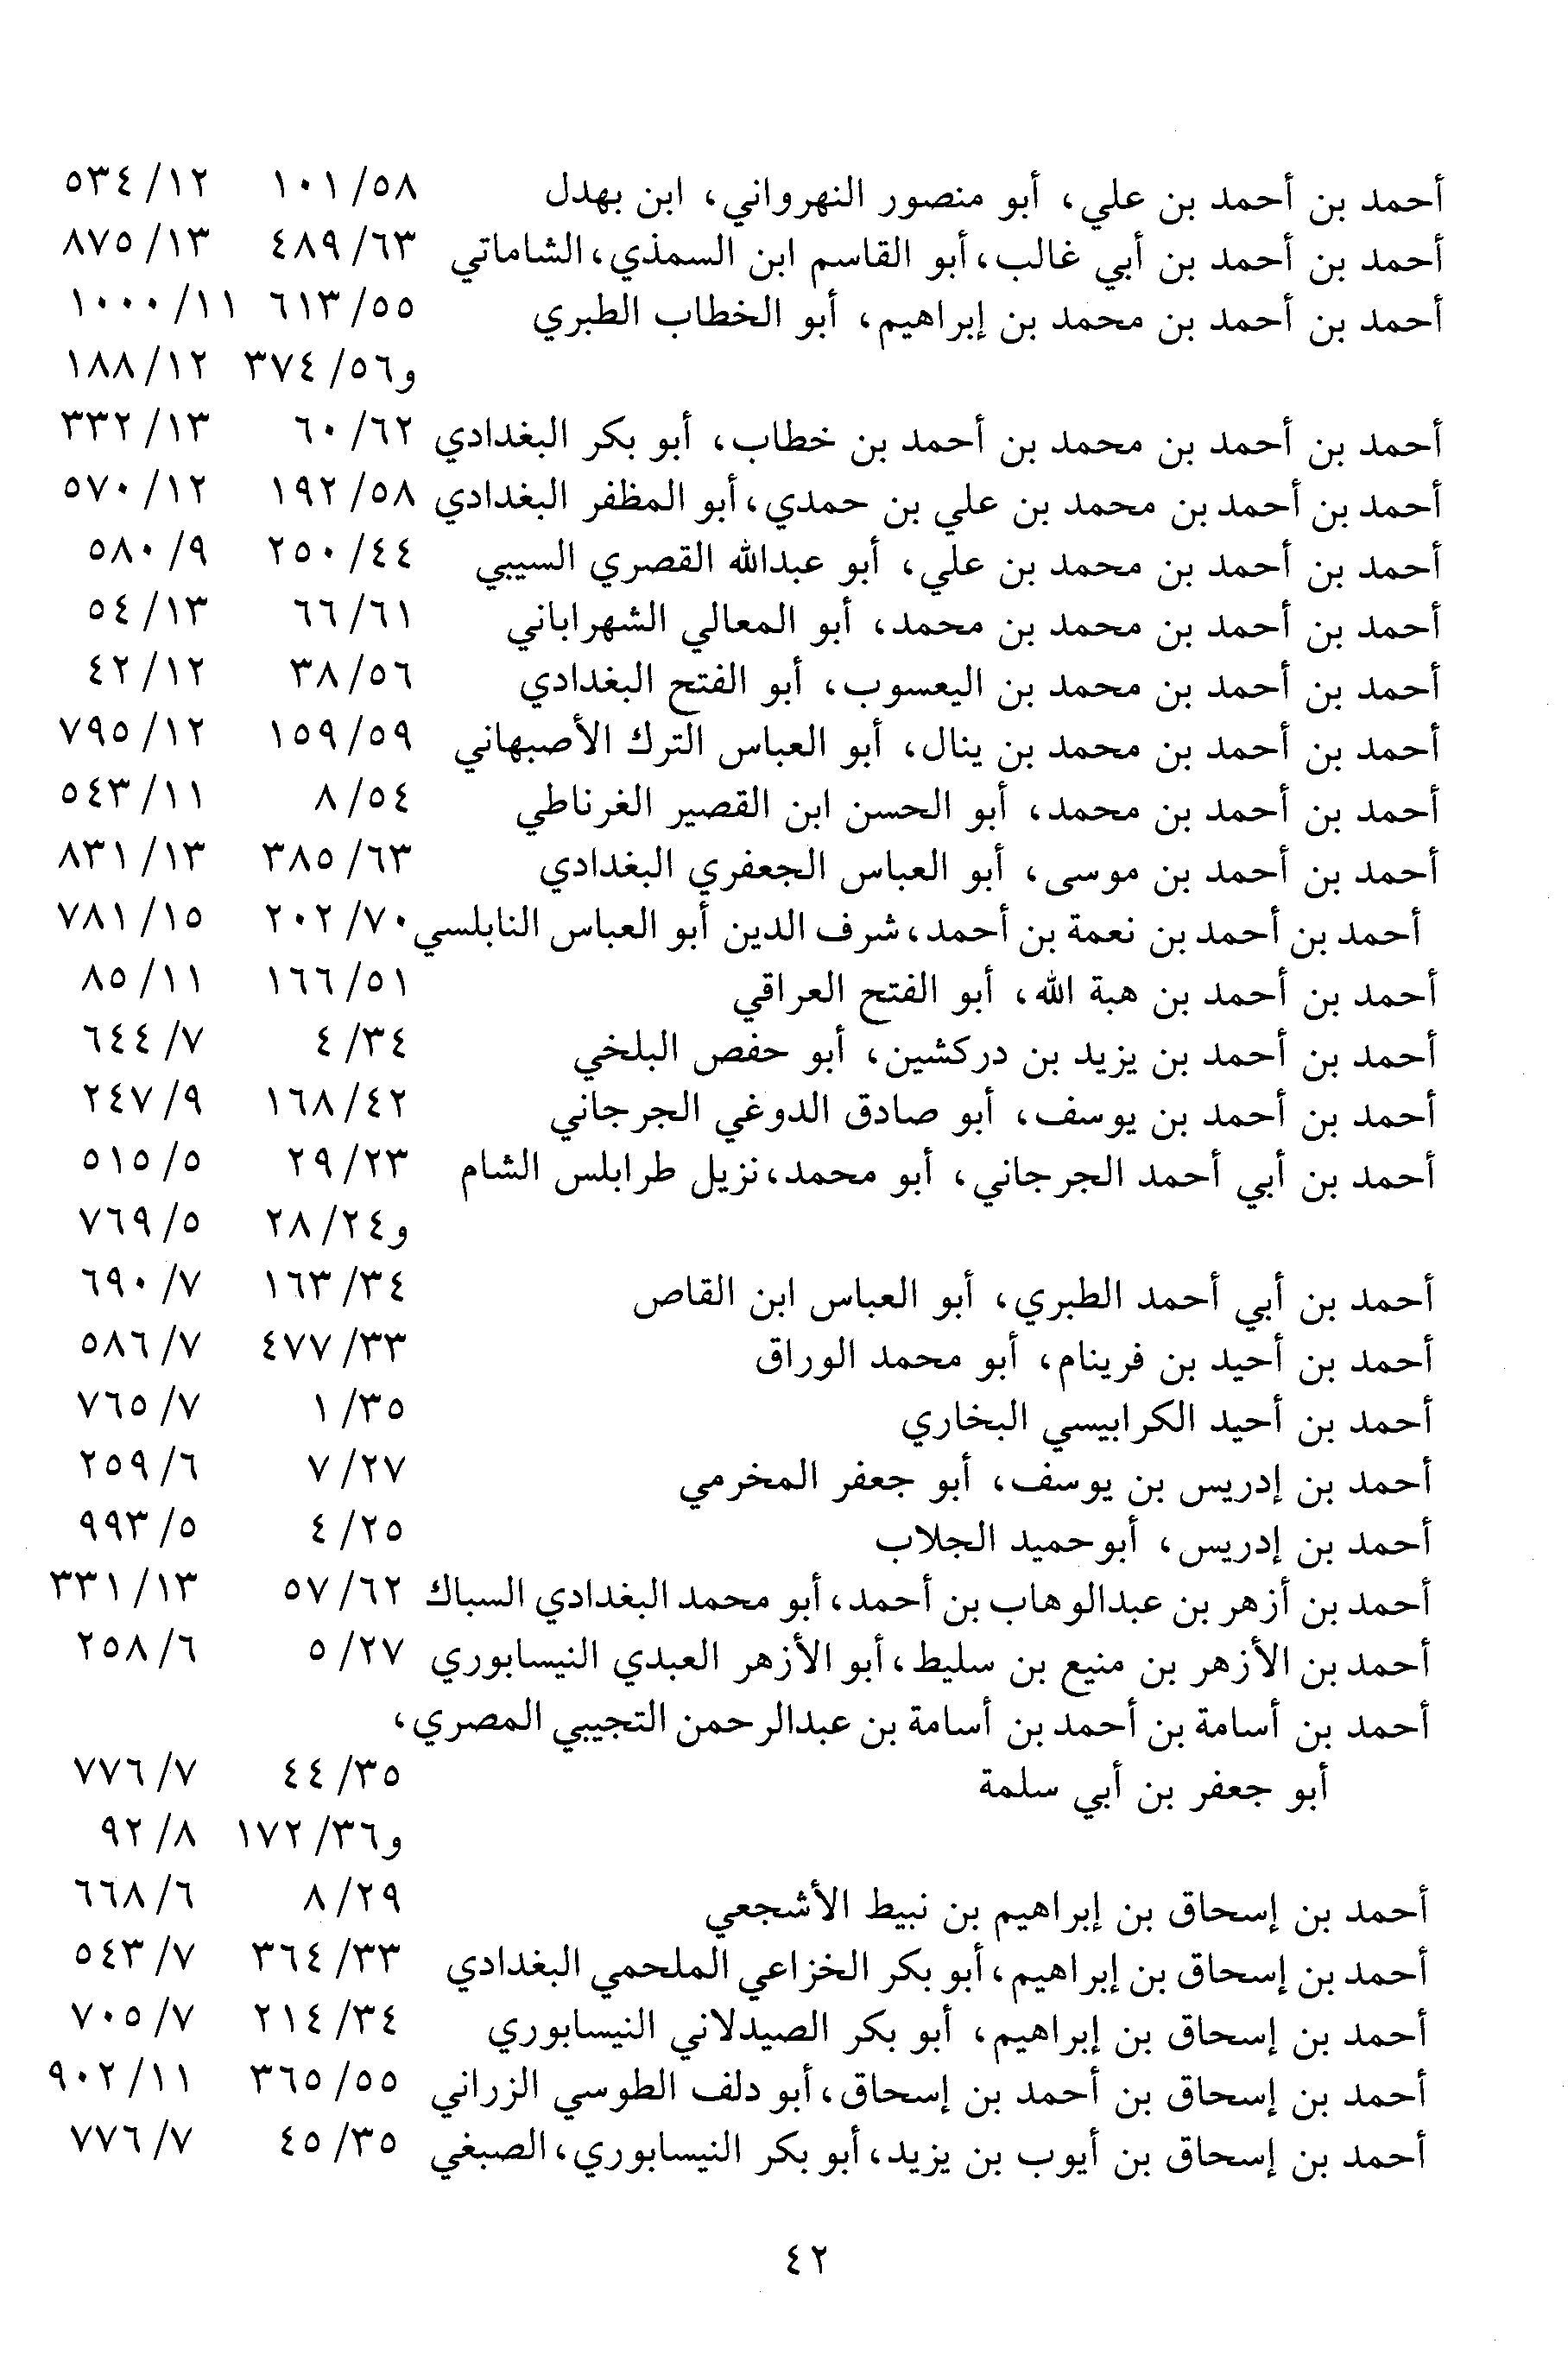 أحمد بن أحمد بن علي، أبو منصور النهرواني، ابن بهدل ٥٨/ ١٠١ ١٢/ ٥٣٤
أحمد بن أحمد بن أبي غالب، أبو القاسم ابن السمذي، الشاماتي ٦٣/ ٤٨٩ ١٣/ ٨٧٥
أحمد بن أحمد بن محمد بن إبراهيم، أبو الخطاب الطبري ٥٥/ ٦١٣ ١١/ ١٠٠٠
و٥٦/ ٣٧٤ ١٢/ ١٨٨
أحمد بن أحمد بن محمد بن أحمد بن خطاب، أبو بكر البغدادي ٦٢/ ٦٠ ١٣/ ٣٣٢
أحمد بن أحمد بن محمد بن علي بن حمدي، أبو المظفر البغدادي ٥٨/ ١٩٢ ١٢/ ٥٧٠
أحمد بن أحمد بن محمد بن علي، أبو عبدالله القصري السيبي ٤٤/ ٢٥٠ ٩/ ٥٨٠
أحمد بن أحمد بن محمد بن محمد، أبو المعالي الشهراباني ٦١/ ٦٦ ١٣/ ٥٤
أحمد بن أحمد بن محمد بن اليعسوب، أبو الفتح البغدادي ٥٦/ ٣٨ ١٢/ ٤٢
أحمد بن أحمد بن محمد بن ينال، أبو العباس الترك الأصبهاني ٥٩/ ١٥٩ ١٢/ ٧٩٥
أحمد بن أحمد بن محمد، أبو الحسن ابن القصير الغرناطي ٥٤/ ٨ ١١/ ٥٤٣
أحمد بن أحمد بن موسى، أبو العباس الجعفري البغدادي ٦٣/ ٣٨٥ ١٣/ ٨٣١
أحمد بن أحمد بن نعمة بن أحمد، شرف الدين أبو العباس النابلسي ٧٠/ ٢٠٢ ١٥/ ٧٨١
أحمد بن أحمد بن هبة الله، أبو الفتح العراقي ٥١/ ١٦٦ ١١/ ٨٥
أحمد بن أحمد بن يزيد بن دركشين، أبو حفص البلخي ٣٤/ ٤ ٧/ ٦٤٤
أحمد بن أحمد بن يوسف، أبو صادق الدوغي الجرجاني ٤٢/ ١٦٨ ٩/ ٢٤٧
أحمد بن أبي أحمد الجرجاني، أبو محمد، نزيل طرابلس الشام ٢٣/ ٢٩ ٥/ ٥١٥
و٢٤/ ٢٨ ٥/ ٧٦٩
أحمد بن أبي أحمد الطبري، أبو العباس ابن القاص ٣٤/ ١٦٣ ٧/ ٦٩٠
أحمد بن أحيد بن فرينام، أبو محمد الوراق ٣٣/ ٤٧٧ ٧/ ٥٨٦
أحمد بن أحيد الكرابيسي البخاري ٣٥/ ١ ٧/ ٧٦٥
أحمد بن إدريس بن يوسف، أبو جعفر المخرمي ٢٧/ ٧ ٦/ ٢٥٩
أحمد بن إدريس، أبوحميد الجلاب ٢٥/ ٤ ٥/ ٩٩٣
أحمد بن أزهر بن عبدالوهاب بن أحمد، أبو محمد البغدادي السباك ٦٢/ ٥٧ ١٣/ ٣٣١
أحمد بن الأزهر بن منيع بن سليط، أبو الأزهر العبدي النيسابوري ٢٧/ ٥ ٦/ ٢٥٨
أحمد بن أسامة بن أحمد بن أسامة بن عبدالرحمن التجيبي المصري،
أبو جعفر بن أبي سلمة ٣٥/ ٤٤ ٧/ ٧٧٦
و٣٦/ ١٧٢ ٨/ ٩٢
أحمد بن إسحاق بن إبراهيم بن نبيط الأشجعي ٢٩/ ٨ ٦/ ٦٦٨
أحمد بن إسحاق بن إبراهيم، أبو بكر الخزاعي الملحمي البغدادي ٣٣/ ٣٦٤ ٧/ ٥٤٣
أحمد بن إسحاق بن إبراهيم، أبو بكر الصيدلاني النيسابوري ٣٤/ ٢١٤ ٧/ ٧٠٥
أحمد بن إسحاق بن أحمد بن إسحاق، أبو دلف الطوسي الزراني ٥٥/ ٣٦٥ ١١/ ٩٠٢
أحمد بن إسحاق بن أيوب بن يزيد، أبو بكر النيسابوري، الصبغي ٣٥/ ٤٥ ٧/ ٧٧٦
٤٢